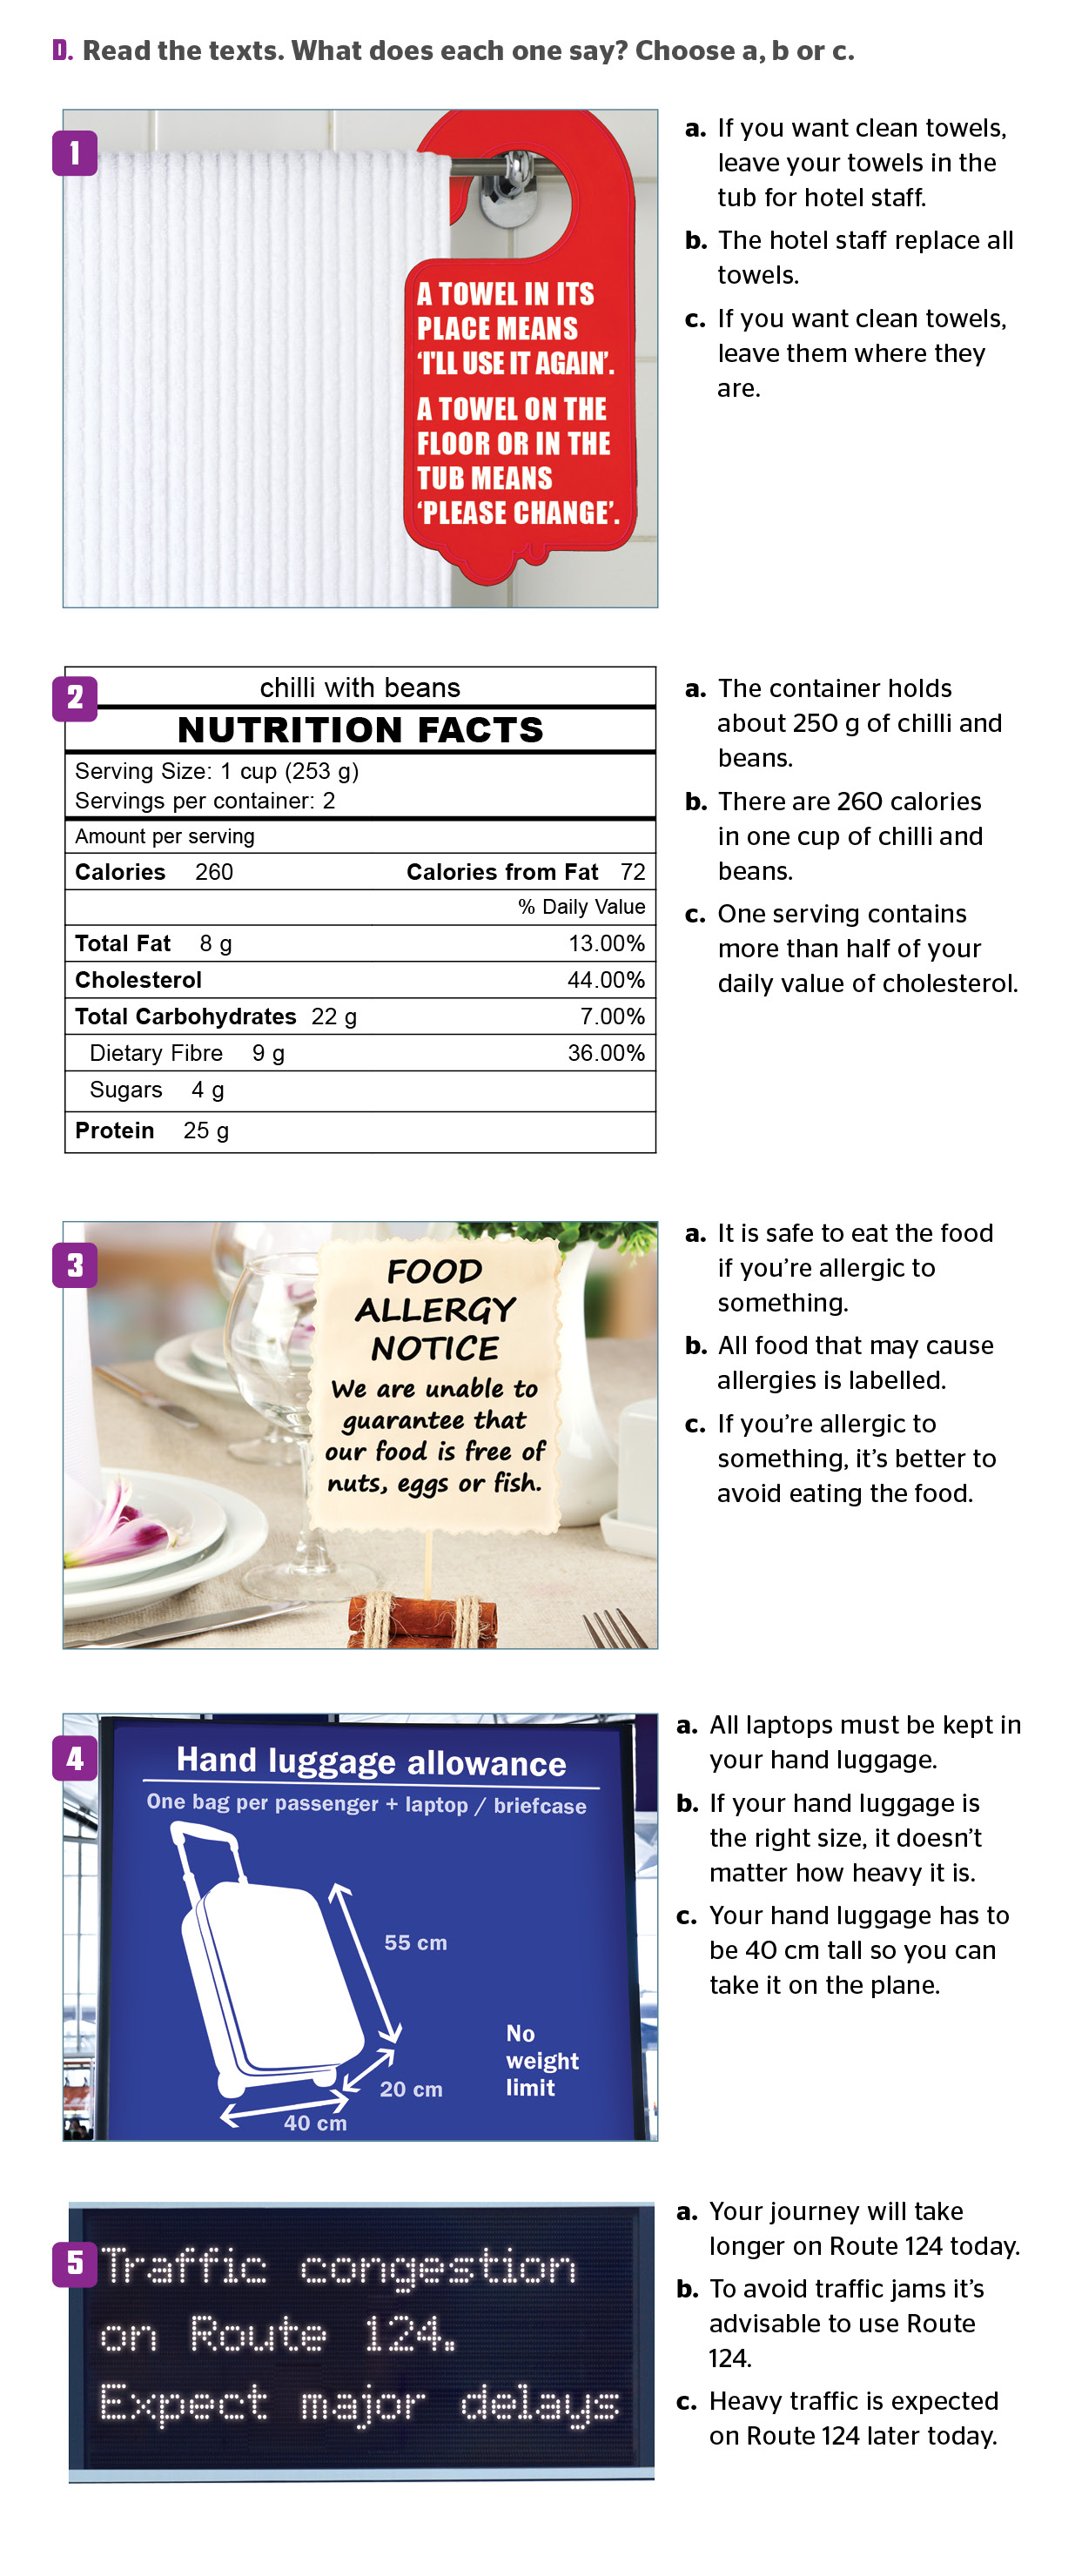 D. Read the texts. What does each one say? Choose a, b or c.
1
A TOWEL IN ITS
PLACE MEANS
‘I’LL USE IT AGAIN’.
A TOWEL ON THE
FLOOR OR IN THE
TUB MEANS
‘PLEASE CHANGE’.
a. If you want clean towels,
leave your towels in the
tub for hotel staff.
b. The hotel staff replace all
towels.
c. If you want clean towels,
leave them where they
are.
2
chilli with beans
NUTRITION FACTS
Serving Size: 1 cup (253 g)
Servings per container: 2
Amount per serving
Calories 260 Calories from Fat 72
% Daily Value
Total Fat 8 g 13.00%
Cholesterol 44.00%
Total Carbohydrates 22 g 7.00%
Dietary Fibre 9 g 36.00%
Sugars 4 g
Protein 25 g
a. The container holds
about 250 g of chilli and
beans.
b. There are 260 calories
in one cup of chilli and
beans.
c. One serving contains
more than half of your
daily value of cholesterol.
3
FOOD
ALLERGY
NOTICE
We are unable to
guarantee that
our food is free of
nuts, eggs or fish.
a. It is safe to eat the food
if you’re allergic to
something.
b. All food that may cause
allergies is labelled.
c. If you’re allergic to
something, it’s better to
avoid eating the food.
4
Hand luggage allowance
One bag per passenger + laptop / briefcase
55 cm
20 cm
40 cm
No
weight
limit
a. All laptops must be kept in
your hand luggage.
b. If your hand luggage is
the right size, it doesn’t
matter how heavy it is.
c. Your hand luggage has to
be 40 cm tall so you can
take it on the plane.
5
Traffic congestion
on Route 124.
Expect major delays
a. Your journey will take
longer on Route 124 today.
b. To avoid traffic jams it’s
advisable to use Route
124.
c. Heavy traffic is expected
on Route 124 later today.